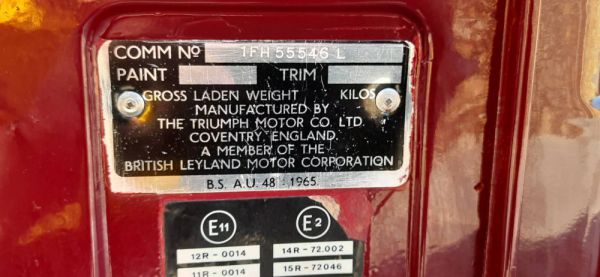 COMM Nº 1FH 55546 L
PAINT TRIM
GROSS LADEN WEIGHT KILOS
MANUFACTURED BY
THE TRIUMPH MOTOR CO. LTD.
COVENTRY, ENGLAND.
A MEMBER OF THE
BRITISH LEYLAND MOTOR CORPORATION
B.S. A.U. 48 : 1965
E11 E2
12R-0014 14R-72.002
11R-0014 15R-72046